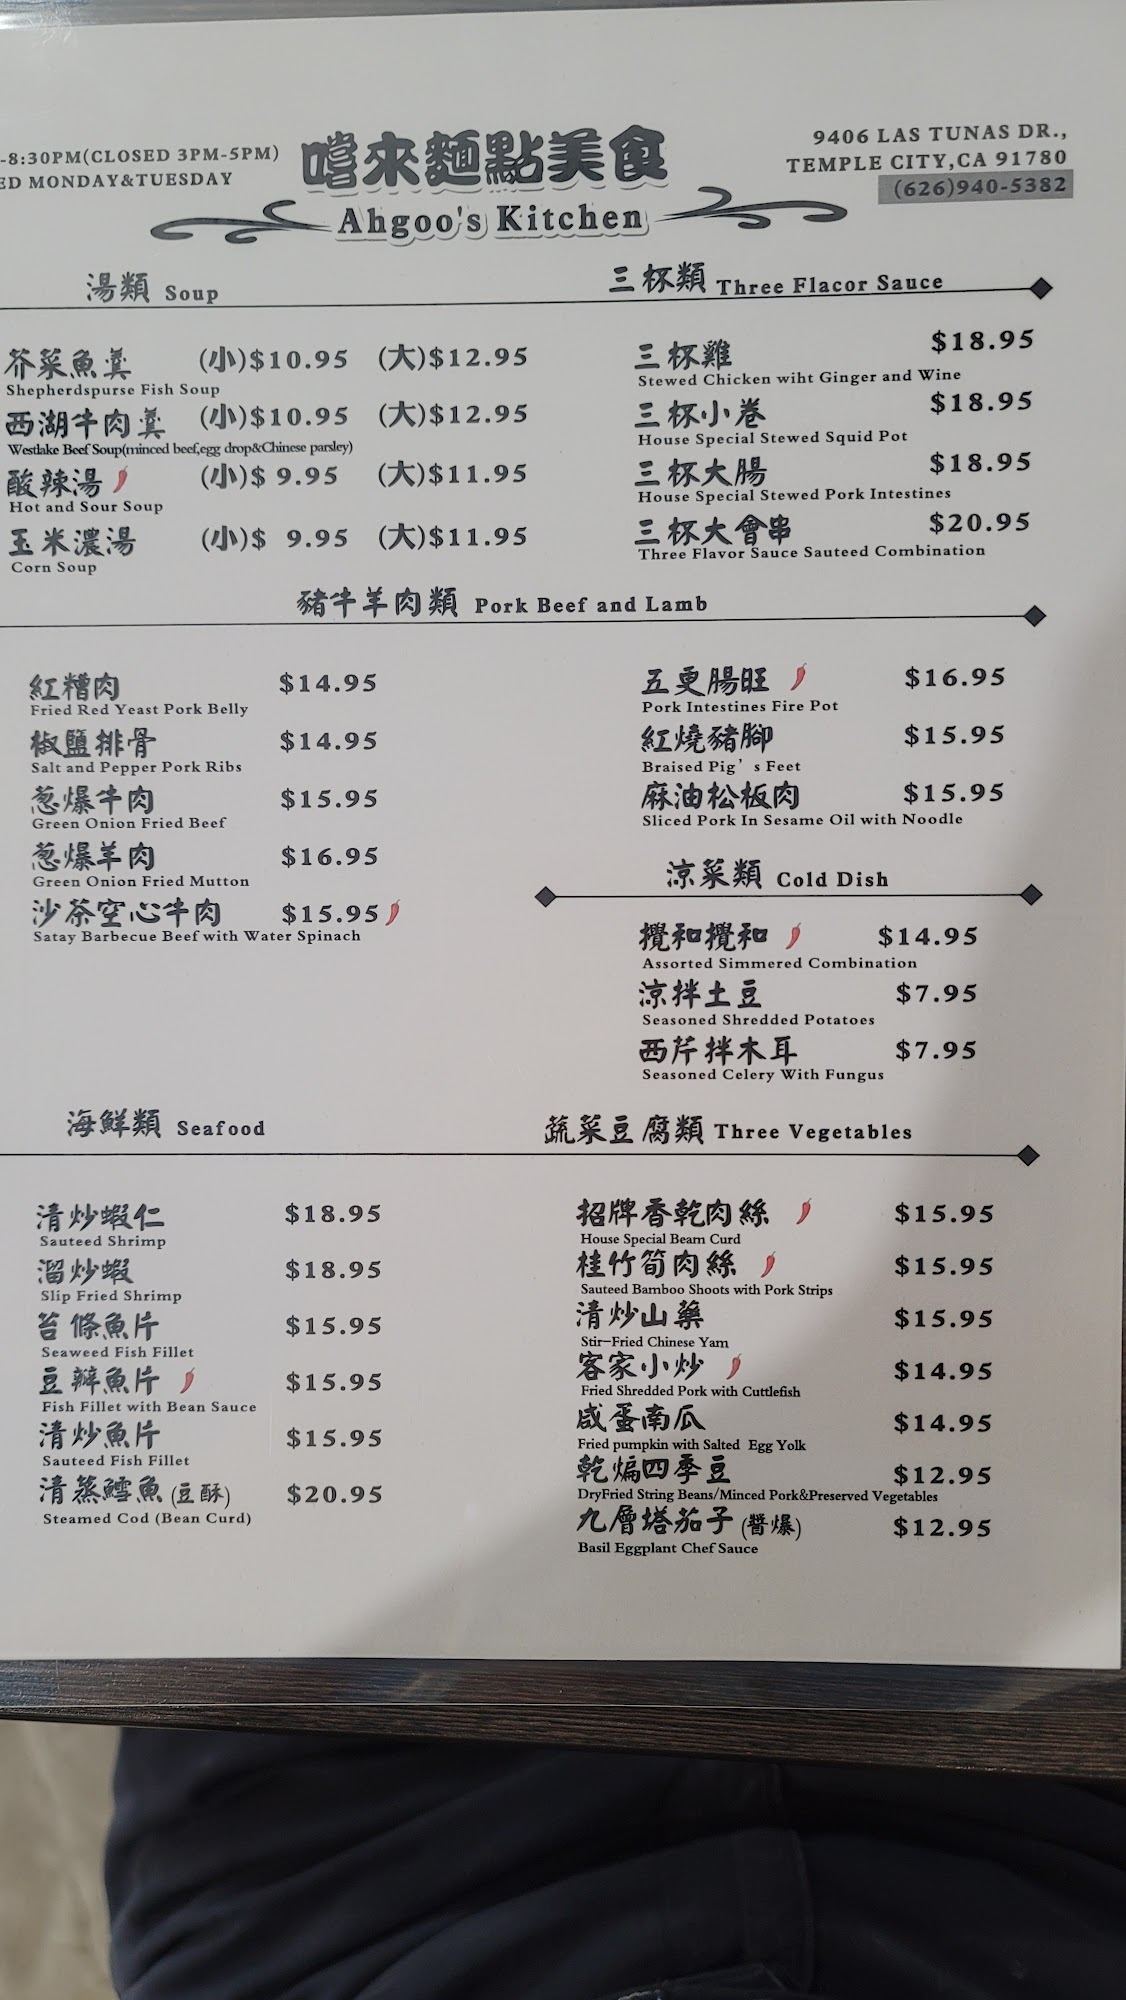 -8:30PM(CLOSED 3PM-5PM)
ED MONDAY&TUESDAY
嚐來麵點美食
Ahgoo's Kitchen
9406 LAS TUNAS DR.,
TEMPLE CITY,CA 91780
(626)940-5382
湯類 Soup
芥菜魚羹 (小)$10.95 (大)$12.95
Shepherdspurse Fish Soup
西湖牛肉羹 (小)$10.95 (大)$12.95
Westlake Beef Soup(minced beef,egg drop&Chinese parsley)
酸辣湯 (小)$ 9.95 (大)$11.95
Hot and Sour Soup
玉米濃湯 (小)$ 9.95 (大)$11.95
Corn Soup
三杯類 Three Flacor Sauce
三杯雞 $18.95
Stewed Chicken wiht Ginger and Wine
三杯小卷 $18.95
House Special Stewed Squid Pot
三杯大腸 $18.95
House Special Stewed Pork Intestines
三杯大會串 $20.95
Three Flavor Sauce Sauteed Combination
豬牛羊肉類 Pork Beef and Lamb
紅糟肉 $14.95
Fried Red Yeast Pork Belly
椒鹽排骨 $14.95
Salt and Pepper Pork Ribs
葱爆牛肉 $15.95
Green Onion Fried Beef
葱爆羊肉 $16.95
Green Onion Fried Mutton
沙茶空心牛肉 $15.95
Satay Barbecue Beef with Water Spinach
五更腸旺 $16.95
Pork Intestines Fire Pot
紅燒豬腳 $15.95
Braised Pig's Feet
麻油松板肉 $15.95
Sliced Pork In Sesame Oil with Noodle
涼菜類 Cold Dish
攪和攪和 $14.95
Assorted Simmered Combination
涼拌土豆 $7.95
Seasoned Shredded Potatoes
西芹拌木耳 $7.95
Seasoned Celery With Fungus
海鮮類 Seafood
清炒蝦仁 $18.95
Sauteed Shrimp
溜炒蝦 $18.95
Slip Fried Shrimp
苔條魚片 $15.95
Seaweed Fish Fillet
豆瓣魚片 $15.95
Fish Fillet with Bean Sauce
清炒魚片 $15.95
Sauteed Fish Fillet
清蒸鱈魚(豆酥) $20.95
Steamed Cod (Bean Curd)
蔬菜豆腐類 Three Vegetables
招牌香乾肉絲 $15.95
House Special Beam Curd
桂竹筍肉絲 $15.95
Sauteed Bamboo Shoots with Pork Strips
清炒山藥 $15.95
Stir-Fried Chinese Yam
客家小炒 $14.95
Fried Shredded Pork with Cuttlefish
咸蛋南瓜 $14.95
Fried pumpkin with Salted Egg Yolk
乾煸四季豆 $12.95
DryFried String Beans/Minced Pork&Preserved Vegetables
九層塔茄子(醬爆) $12.95
Basil Eggplant Chef Sauce